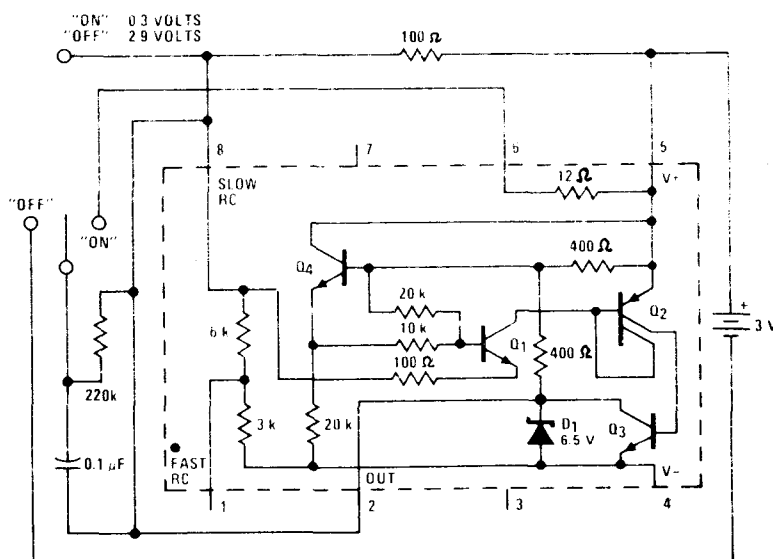 "ON" 0.3 VOLTS
"OFF" 2.9 VOLTS
100 Ω
8
7
6
5
SLOW
RC
12 Ω
V+
"OFF"
"ON"
Q4
400 Ω
Q2
20 k
10 k
Q1
+
3 V
6 k
100 Ω
400 Ω
220k
3 k
20 k
D1
6.5 V
Q3
0.1 μF
FAST
RC
OUT
V-
1
2
3
4